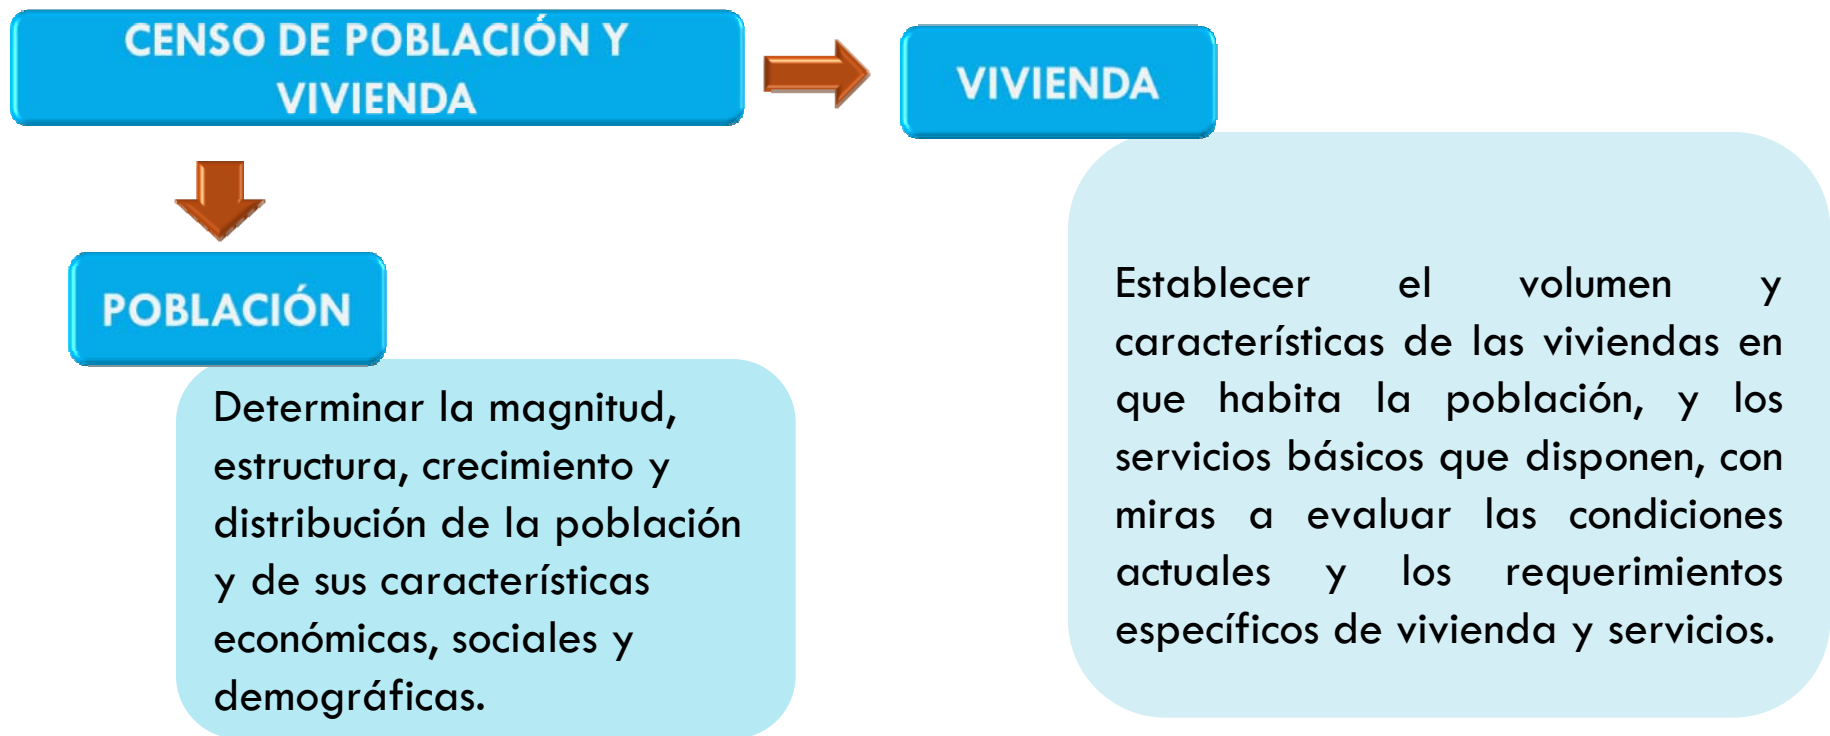 CENSO DE POBLACIÓN Y
VIVIENDA
VIVIENDA
POBLACIÓN
Determinar la magnitud,
estructura, crecimiento y
distribución de la población
y de sus características
económicas, sociales y
demográficas.
Establecer el volumen y
características de las viviendas en
que habita la población, y los
servicios básicos que disponen, con
miras a evaluar las condiciones
actuales y los requerimientos
específicos de vivienda y servicios.